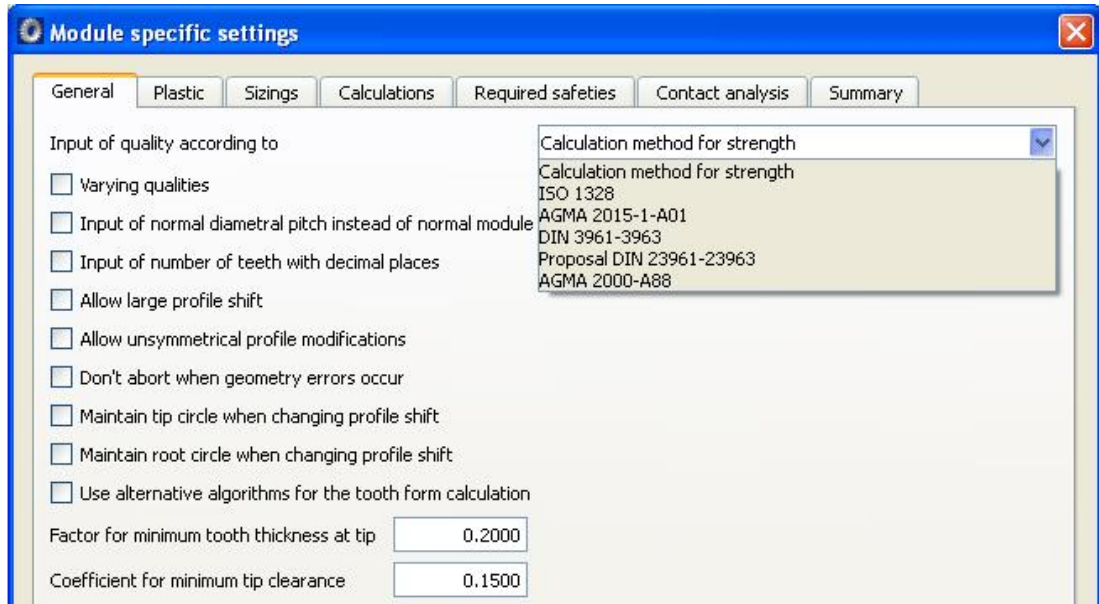 Module specific settings
General Plastic Sizings Calculations Required safeties Contact analysis Summary
Input of quality according to Calculation method for strength
Calculation method for strength
ISO 1328
AGMA 2015-1-A01
DIN 3961-3963
Proposal DIN 23961-23963
AGMA 2000-A88
Varying qualities
Input of normal diametral pitch instead of normal module
Input of number of teeth with decimal places
Allow large profile shift
Allow unsymmetrical profile modifications
Don't abort when geometry errors occur
Maintain tip circle when changing profile shift
Maintain root circle when changing profile shift
Use alternative algorithms for the tooth form calculation
Factor for minimum tooth thickness at tip 0.2000
Coefficient for minimum tip clearance 0.1500